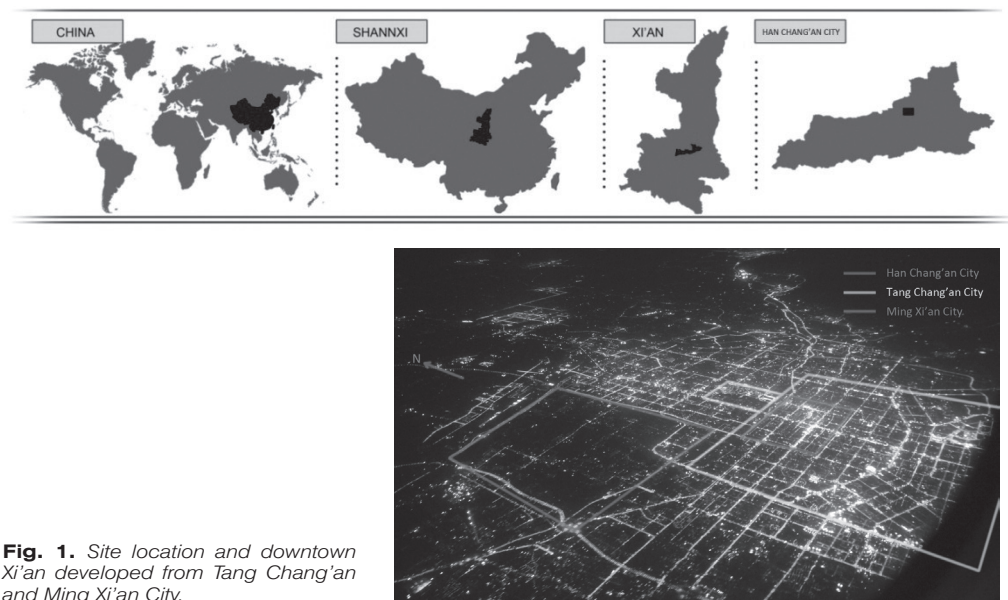 CHINA
SHANNXI
XI'AN
HAN CHANG'AN CITY
Han Chang'an City
Tang Chang'an City
Ming Xi'an City.
N
Fig. 1. Site location and downtown
Xi'an developed from Tang Chang'an
and Ming Xi'an City.